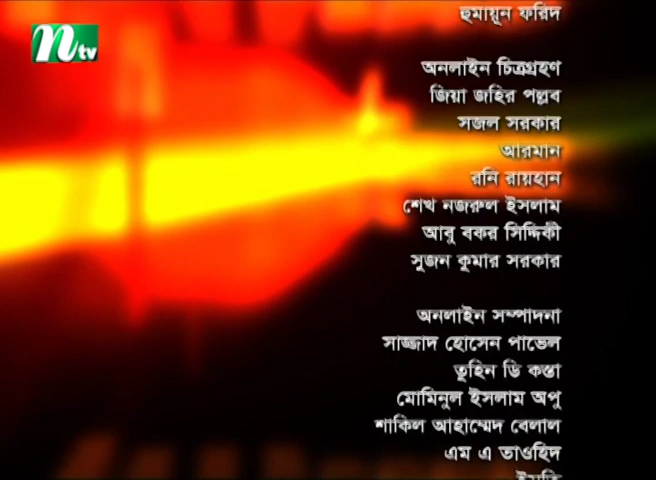 ntv
হুমায়ূন ফরিদ
অনলাইন চিত্রগ্রহণ
জিয়া জহির পল্লব
সজল সরকার
আরমান
রনি রায়হান
শেখ নজরুল ইসলাম
আবু বকর সিদ্দিকী
সুজন কুমার সরকার
অনলাইন সম্পাদনা
সাজ্জাদ হোসেন পাভেল
তুহিন ডি কস্তা
মোমিনুল ইসলাম অপু
শাকিল আহাম্মেদ বেলাল
এম এ তাওহিদ